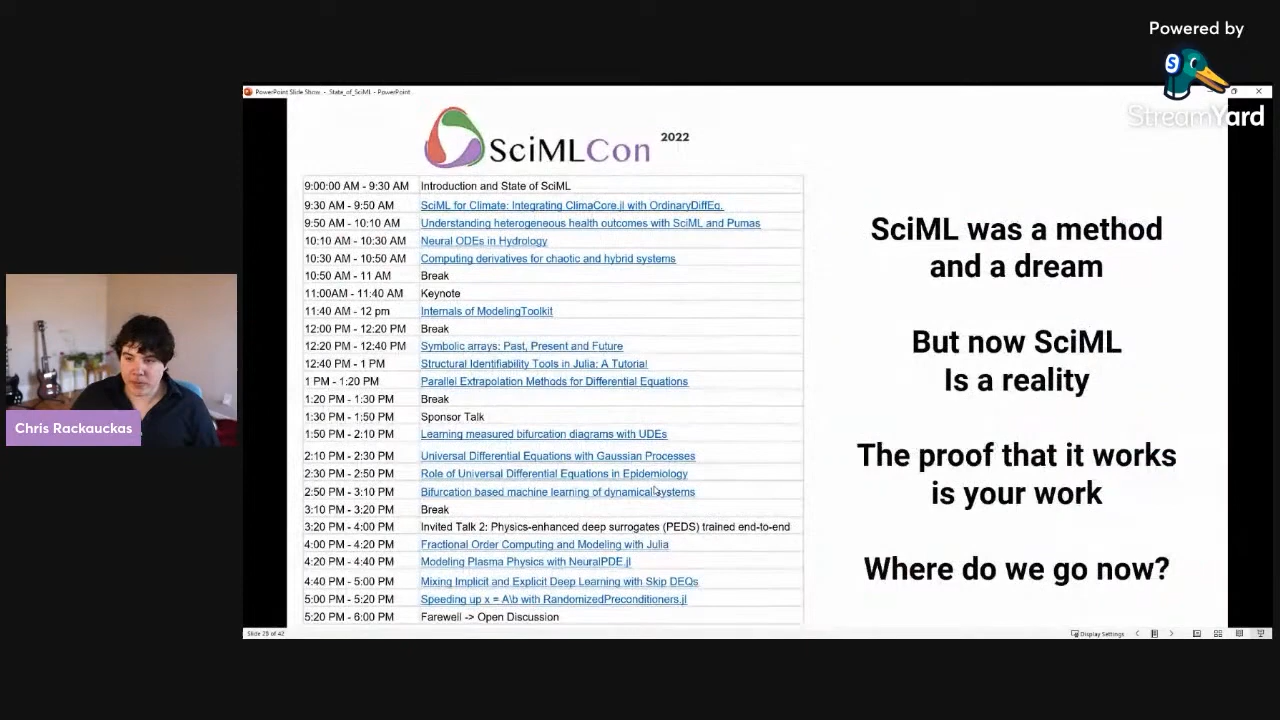 Powered by
S
StreamYard
PowerPoint Slide Show - State_of_SciML - PowerPoint
SciMLCon 2022
9:00:00 AM - 9:30 AM Introduction and State of SciML
9:30 AM - 9:50 AM SciML for Climate: Integrating ClimaCore.jl with OrdinaryDiffEq.
9:50 AM - 10:10 AM Understanding heterogeneous health outcomes with SciML and Pumas
10:10 AM - 10:30 AM Neural ODEs in Hydrology
10:30 AM - 10:50 AM Computing derivatives for chaotic and hybrid systems
10:50 AM - 11 AM Break
11:00AM - 11:40 AM Keynote
11:40 AM - 12 pm Internals of ModelingToolkit
12:00 PM - 12:20 PM Break
12:20 PM - 12:40 PM Symbolic arrays: Past, Present and Future
12:40 PM - 1 PM Structural Identifiability Tools in Julia: A Tutorial
1 PM - 1:20 PM Parallel Extrapolation Methods for Differential Equations
1:20 PM - 1:30 PM Break
1:30 PM - 1:50 PM Sponsor Talk
1:50 PM - 2:10 PM Learning measured bifurcation diagrams with UDEs
2:10 PM - 2:30 PM Universal Differential Equations with Gaussian Processes
2:30 PM - 2:50 PM Role of Universal Differential Equations in Epidemiology
2:50 PM - 3:10 PM Bifurcation based machine learning of dynamical systems
3:10 PM - 3:20 PM Break
3:20 PM - 4:00 PM Invited Talk 2: Physics-enhanced deep surrogates (PEDS) trained end-to-end
4:00 PM - 4:20 PM Fractional Order Computing and Modeling with Julia
4:20 PM - 4:40 PM Modeling Plasma Physics with NeuralPDE.jl
4:40 PM - 5:00 PM Mixing Implicit and Explicit Deep Learning with Skip DEQs
5:00 PM - 5:20 PM Speeding up x = A\b with RandomizedPreconditioners.jl
5:20 PM - 6:00 PM Farewell -> Open Discussion
SciML was a method
and a dream
But now SciML
Is a reality
The proof that it works
is your work
Where do we go now?
Chris Rackauckas
Slide 29 of 42
Display Settings